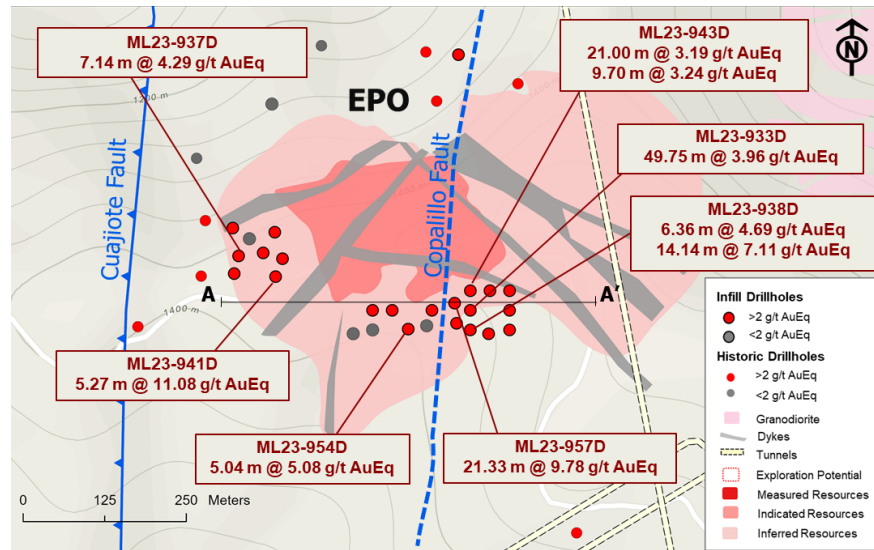 ML23-937D
7.14 m @ 4.29 g/t AuEq
ML23-943D
21.00 m @ 3.19 g/t AuEq
9.70 m @ 3.24 g/t AuEq
N
EPO
1200 m
1400 m
ML23-933D
49.75 m @ 3.96 g/t AuEq
Cuajiote Fault
Copalillo Fault
ML23-938D
6.36 m @ 4.69 g/t AuEq
14.14 m @ 7.11 g/t AuEq
A
A'
1400 m
ML23-941D
5.27 m @ 11.08 g/t AuEq
ML23-954D
5.04 m @ 5.08 g/t AuEq
ML23-957D
21.33 m @ 9.78 g/t AuEq
0 125 250 Meters
Infill Drillholes
>2 g/t AuEq
<2 g/t AuEq
Historic Drillholes
>2 g/t AuEq
<2 g/t AuEq
Granodiorite
Dykes
Tunnels
Exploration Potential
Measured Resources
Indicated Resources
Inferred Resources